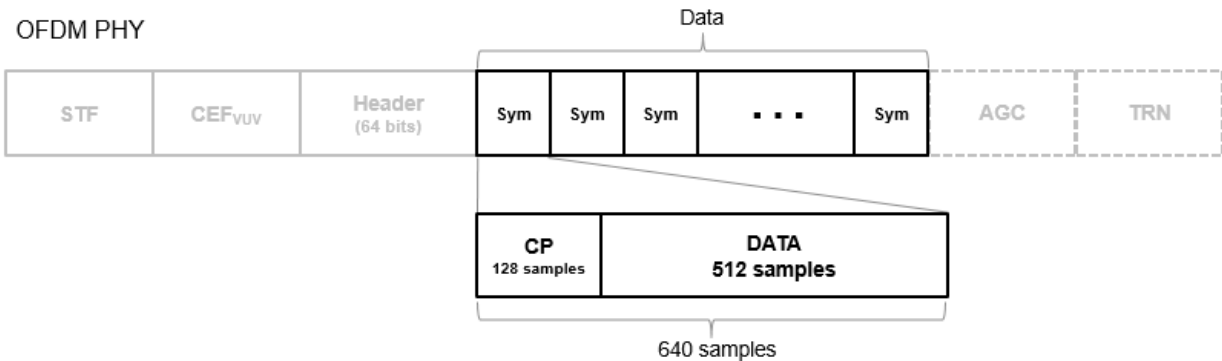 OFDM PHY
Data
STF
CEFVUV
Header
(64 bits)
Sym
Sym
Sym
▪ ▪ ▪
Sym
AGC
TRN
CP
128 samples
DATA
512 samples
640 samples